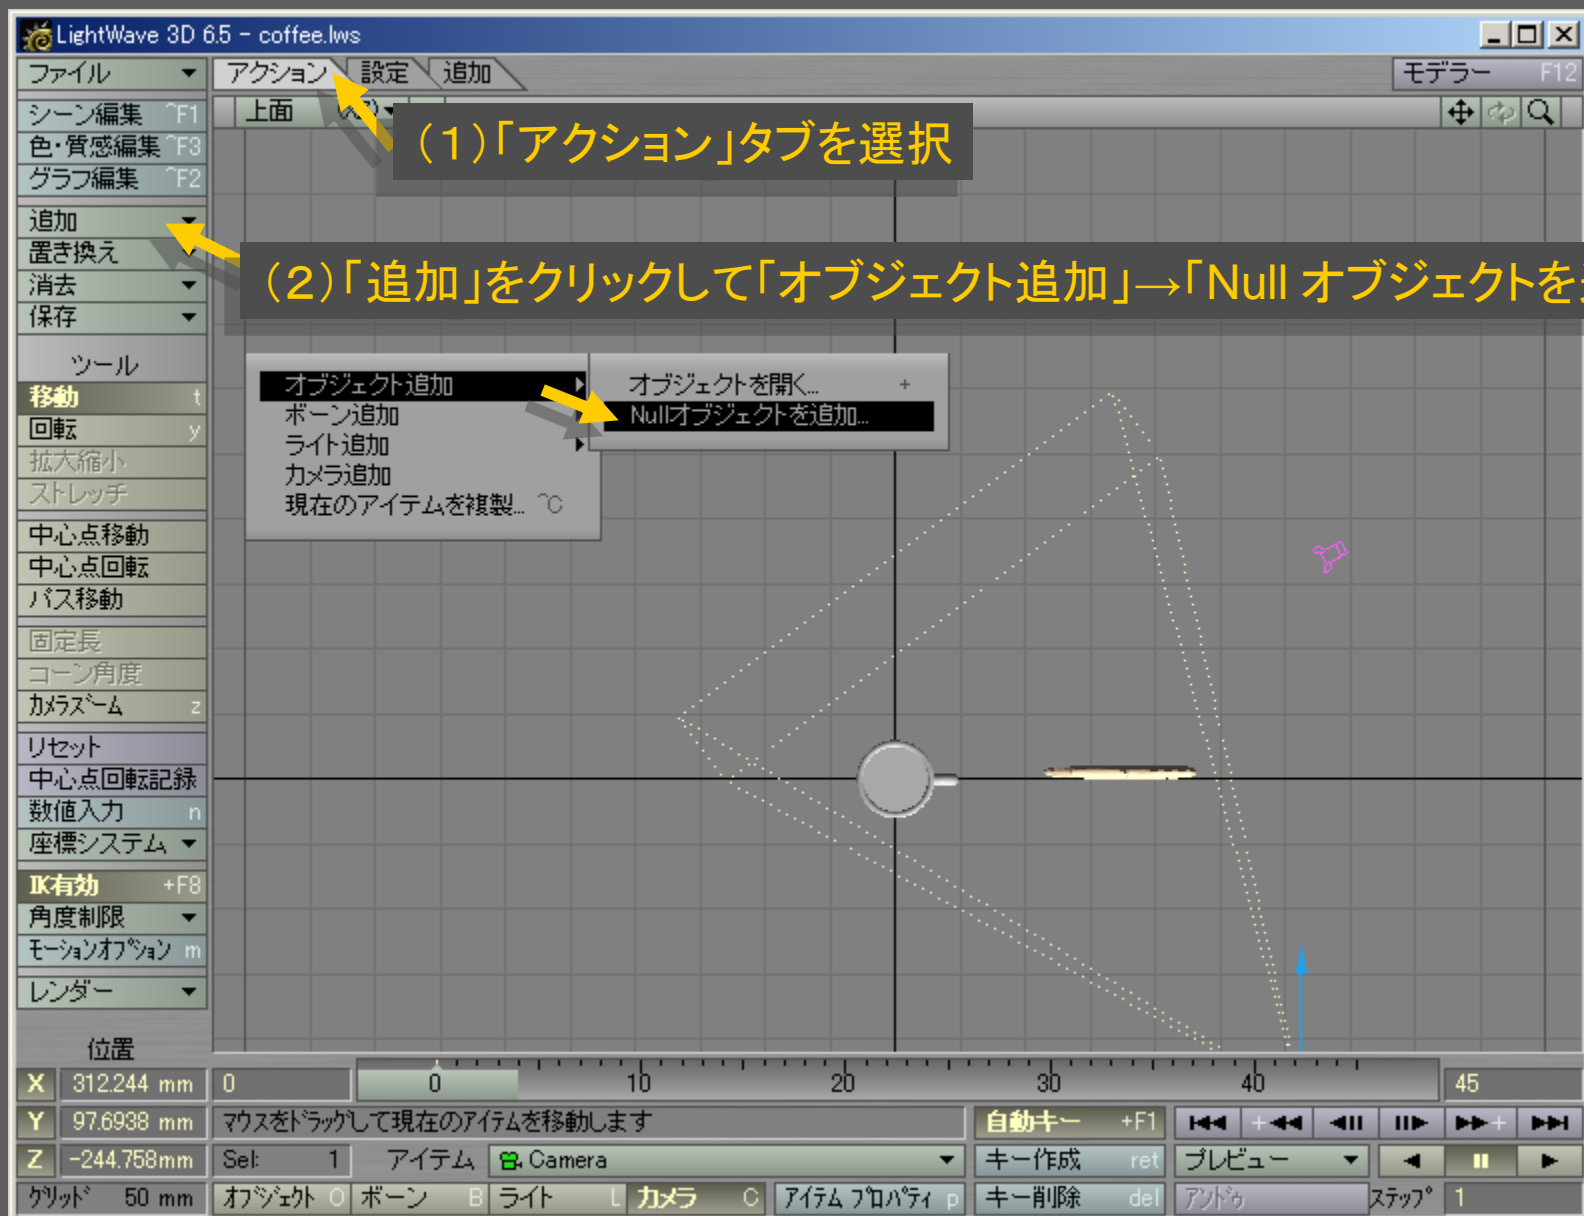 LightWave 3D 6.5 - coffee.lws
ファイル
アクション 設定 追加
モデラー F12
シーン編集 ^F1
色・質感編集 ^F3
グラフ編集 ^F2
上面
(1)「アクション」タブを選択
追加
置き換え
消去
保存
(2)「追加」をクリックして「オブジェクト追加」→「Null オブジェクトを
オブジェクト追加
ボーン追加
ライト追加
カメラ追加
現在のアイテムを複製... ^C
オブジェクトを開く... +
Nullオブジェクトを追加...
ツール
移動 t
回転 y
拡大縮小
ストレッチ
中心点移動
中心点回転
パス移動
固定長
コーン角度
カメラズーム z
リセット
中心点回転記録
数値入力 n
座標システム
IK有効 +F8
角度制限
モーションオプション m
レンダー
位置
X 312.244 mm
Y 97.6938 mm
Z -244.758mm
グリッド 50 mm
0 0 10 20 30 40 45
マウスをドラッグして現在のアイテムを移動します
自動キー +F1
Sel: 1 アイテム Camera
キー作成 ret プレビュー
オブジェクト O ボーン B ライト L カメラ C アイテム プロパティ p キー削除 del アンドゥ ステップ 1